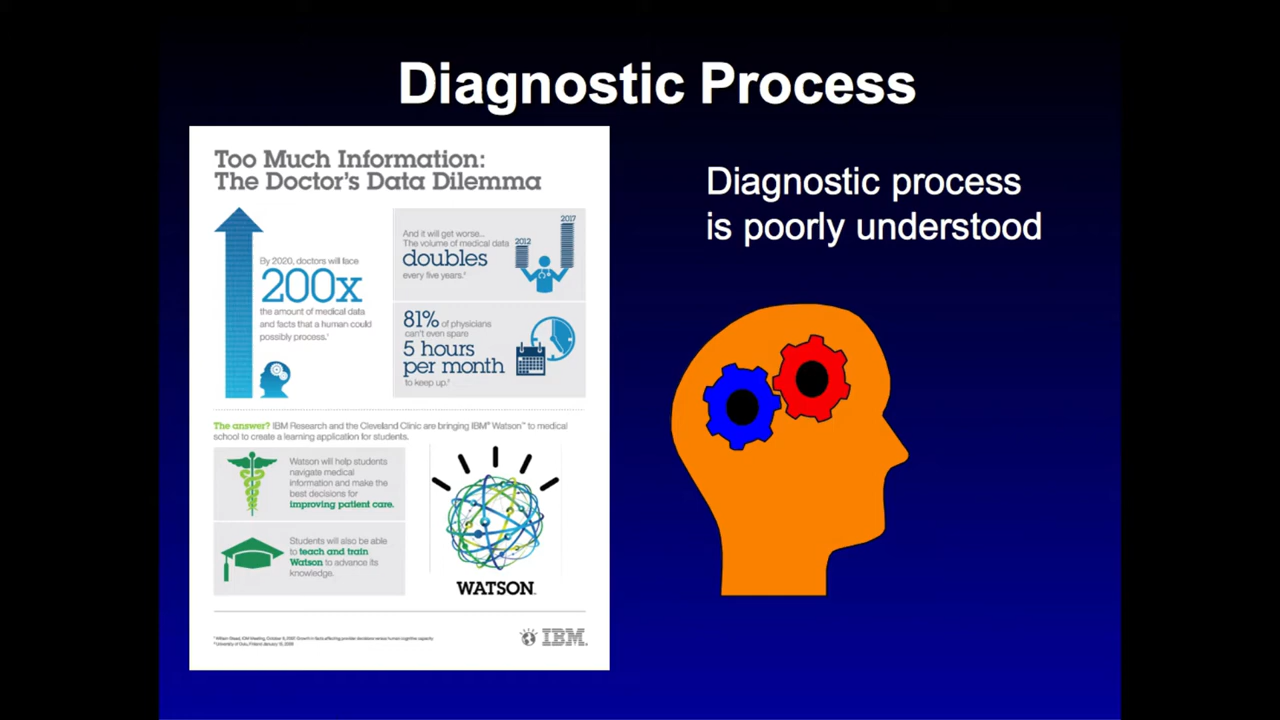 Diagnostic Process
Too Much Information:
The Doctor's Data Dilemma
By 2020, doctors will face
200x
the amount of medical data
and facts that a human could
possibly process.¹
And it will get worse...
The volume of medical data
doubles
every five years.²
2012
2017
81% of physicians
can't even spare
5 hours
per month
to keep up.²
The answer? IBM Research and the Cleveland Clinic are bringing IBM® Watson™ to medical
school to create a learning application for students.
Watson will help students
navigate medical
information and make the
best decisions for
improving patient care.
Students will also be able
to teach and train
Watson to advance its
knowledge.
WATSON™
IBM®
Diagnostic process
is poorly understood